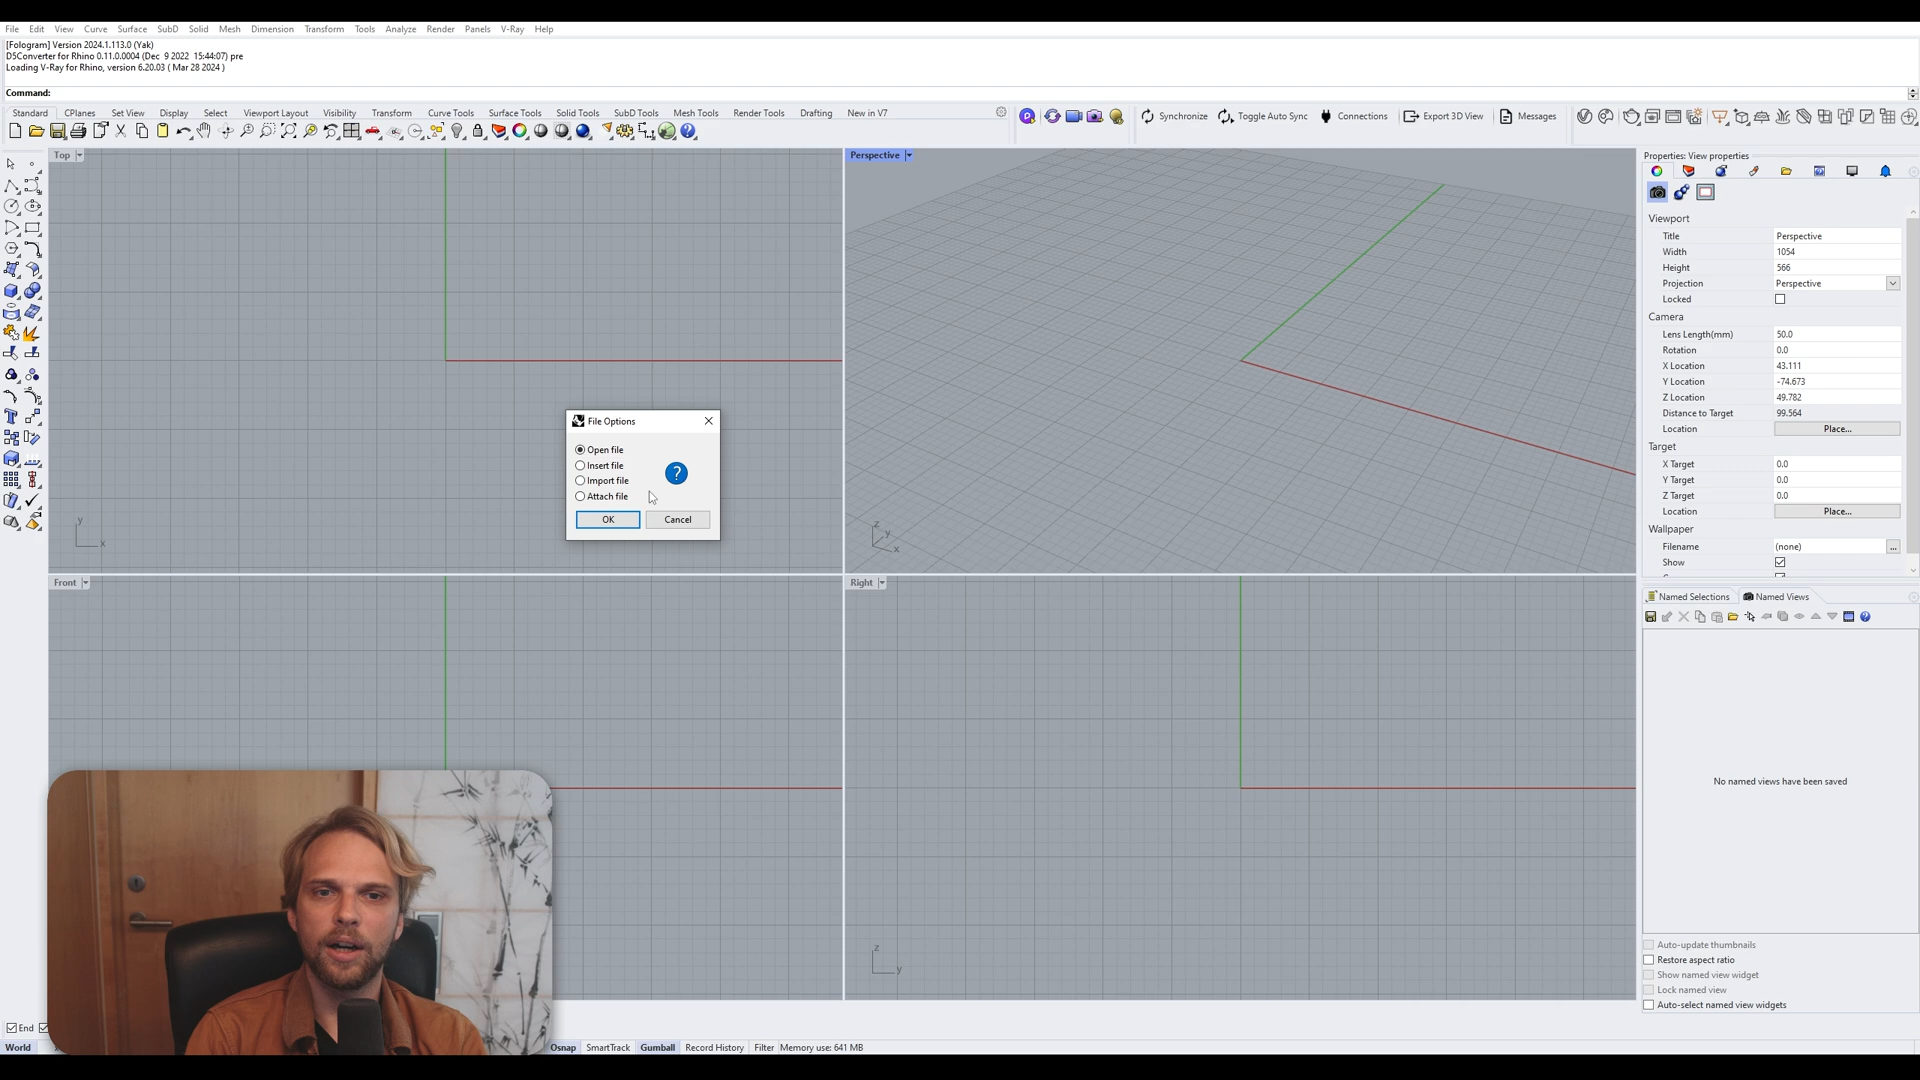 File Edit View Curve Surface SubD Solid Mesh Dimension Transform Tools Analyze Render Panels V-Ray Help
[Fologram] Version 2024.1.113.0 (Yak)
D5Converter for Rhino 0.11.0.0004 (Dec 9 2022 15:44:07) pre
Loading V-Ray for Rhino, version 6.20.03 ( Mar 28 2024 )
Command:
Standard CPlanes Set View Display Select Viewport Layout Visibility Transform Curve Tools Surface Tools Solid Tools SubD Tools Mesh Tools Render Tools Drafting New in V7
Synchronize Toggle Auto Sync Connections Export 3D View Messages
Top
Perspective
File Options
Open file
Insert file
Import file
Attach file
?
OK Cancel
y
x
z
y
x
Front
Right
z
y
Properties: View properties
Viewport
Title Perspective
Width 1054
Height 566
Projection Perspective
Locked
Camera
Lens Length(mm) 50.0
Rotation 0.0
X Location 43.111
Y Location -74.673
Z Location 49.782
Distance to Target 99.564
Location Place...
Target
X Target 0.0
Y Target 0.0
Z Target 0.0
Location Place...
Wallpaper
Filename (none) ...
Show
Named Selections Named Views
No named views have been saved
Auto-update thumbnails
Restore aspect ratio
Show named view widget
Lock named view
Auto-select named view widgets
End
World Osnap SmartTrack Gumball Record History Filter Memory use: 641 MB